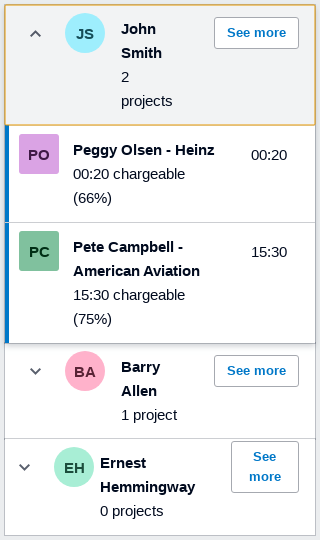 JS
John
Smith
2
projects
See more
PO
Peggy Olsen - Heinz
00:20 chargeable
(66%)
00:20
PC
Pete Campbell -
American Aviation
15:30 chargeable
(75%)
15:30
BA
Barry
Allen
1 project
See more
EH
Ernest
Hemmingway
0 projects
See
more